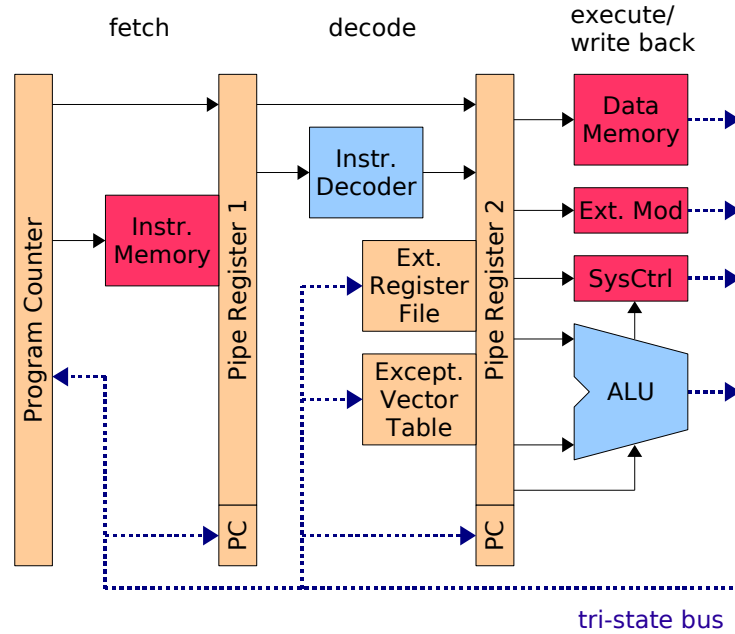 fetch
decode
execute/
write back
Program Counter
Instr.
Memory
Pipe Register 1
PC
Instr.
Decoder
Ext.
Register
File
Except.
Vector
Table
Pipe Register 2
PC
Data
Memory
Ext. Mod
SysCtrl
ALU
tri-state bus